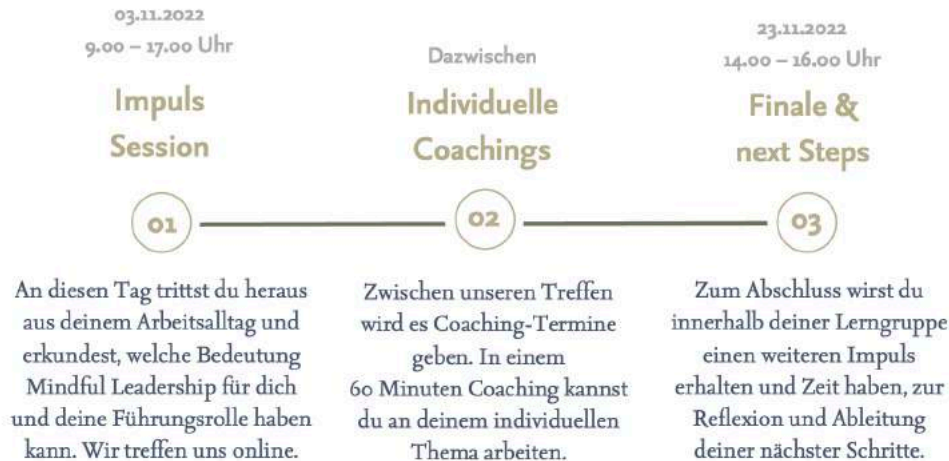 03.11.2022
9.00 – 17.00 Uhr
Impuls
Session
01
An diesen Tag trittst du heraus
aus deinem Arbeitsalltag und
erkundest, welche Bedeutung
Mindful Leadership für dich
und deine Führungsrolle haben
kann. Wir treffen uns online.
Dazwischen
Individuelle
Coachings
02
Zwischen unseren Treffen
wird es Coaching-Termine
geben. In einem
60 Minuten Coaching kannst
du an deinem individuellen
Thema arbeiten.
23.11.2022
14.00 – 16.00 Uhr
Finale &
next Steps
03
Zum Abschluss wirst du
innerhalb deiner Lerngruppe
einen weiteren Impuls
erhalten und Zeit haben, zur
Reflexion und Ableitung
deiner nächster Schritte.